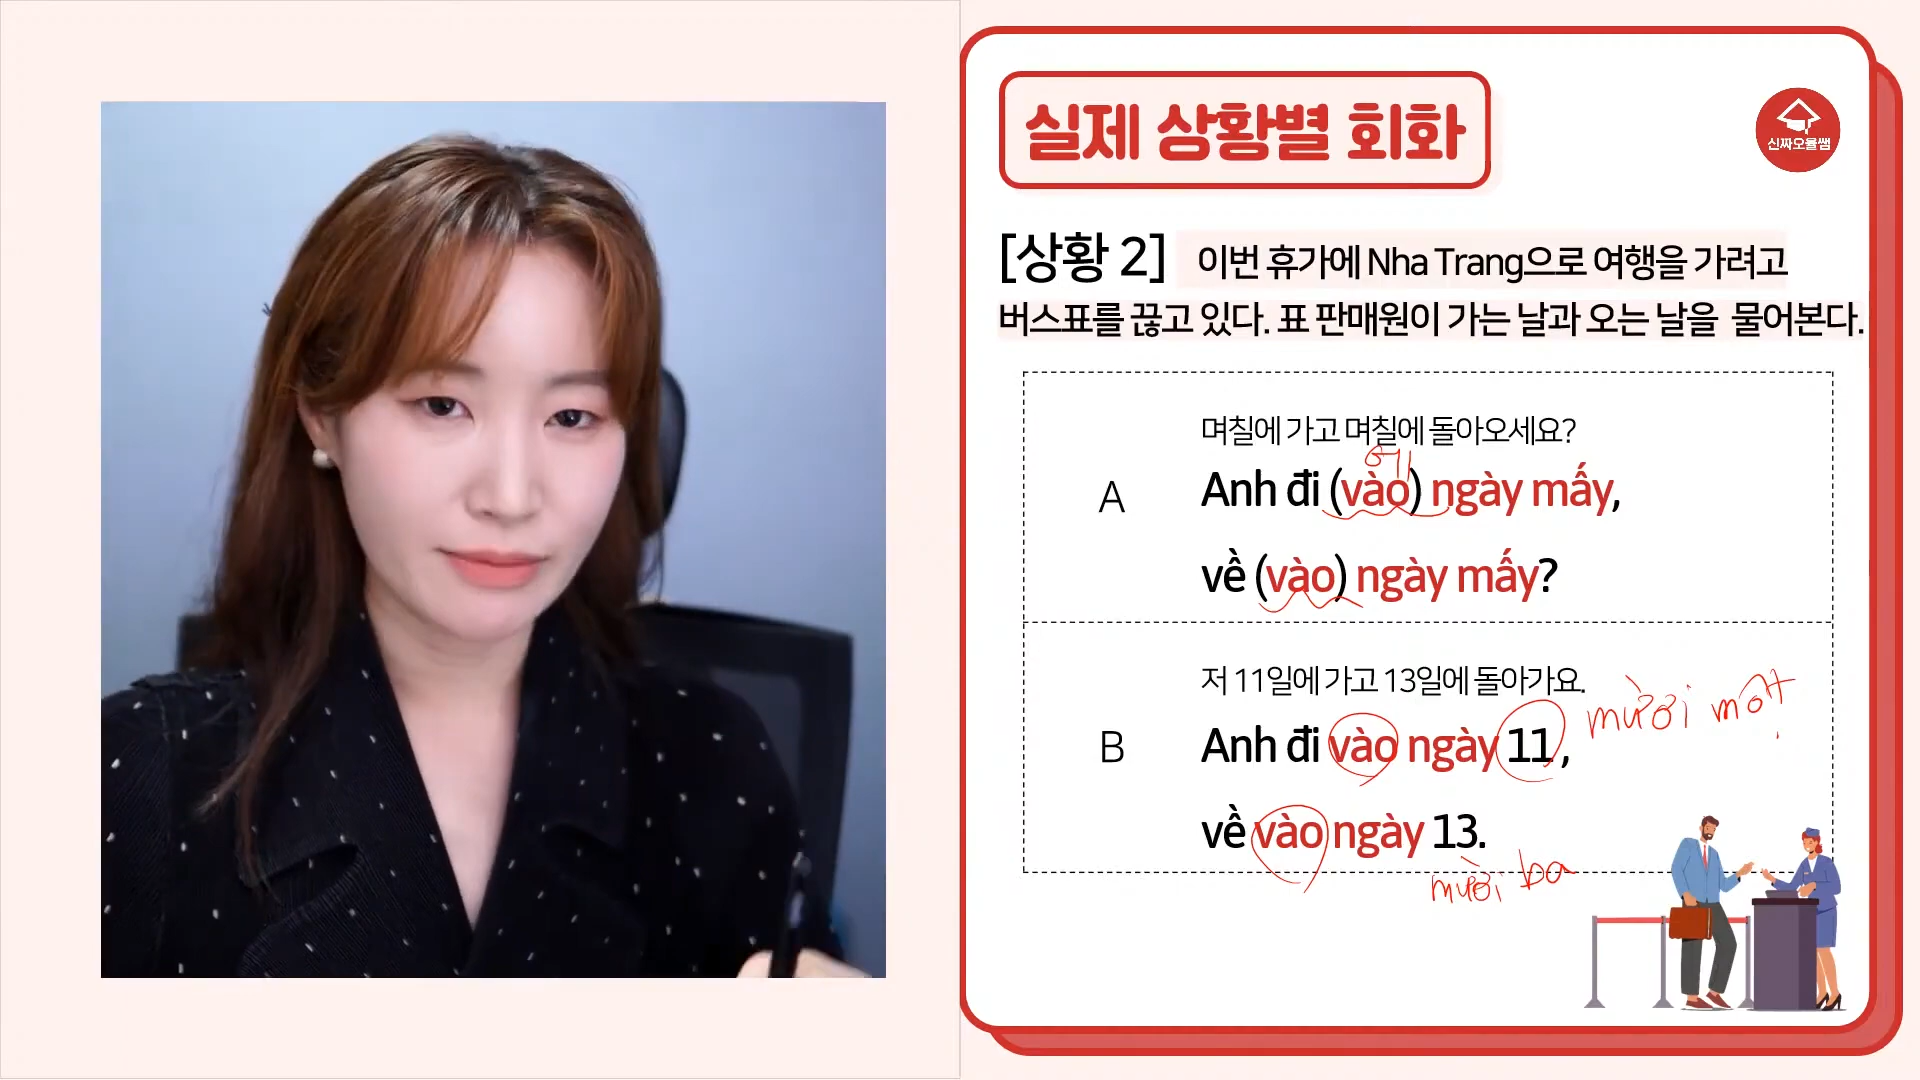 실제 상황별 회화
신짜오율쌤
[상황 2] 이번 휴가에 Nha Trang으로 여행을 가려고
버스표를 끊고 있다. 표 판매원이 가는 날과 오는 날을 물어본다.
며칠에 가고 며칠에 돌아오세요?
에
A Anh đi (vào) ngày mấy,
về (vào) ngày mấy?
저 11일에 가고 13일에 돌아가요.
mười một
B Anh đi vào ngày 11,
về vào ngày 13.
mười ba